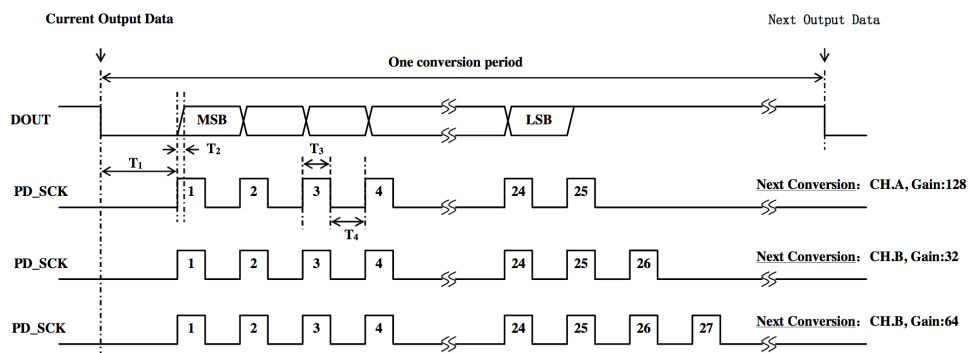 Current Output Data
Next Output Data
One conversion period
DOUT
MSB
LSB
T1
T2
T3
PD_SCK
1
2
3
4
24
25
Next Conversion： CH.A, Gain:128
T4
PD_SCK
1
2
3
4
24
25
26
Next Conversion： CH.B, Gain:32
PD_SCK
1
2
3
4
24
25
26
27
Next Conversion： CH.B, Gain:64